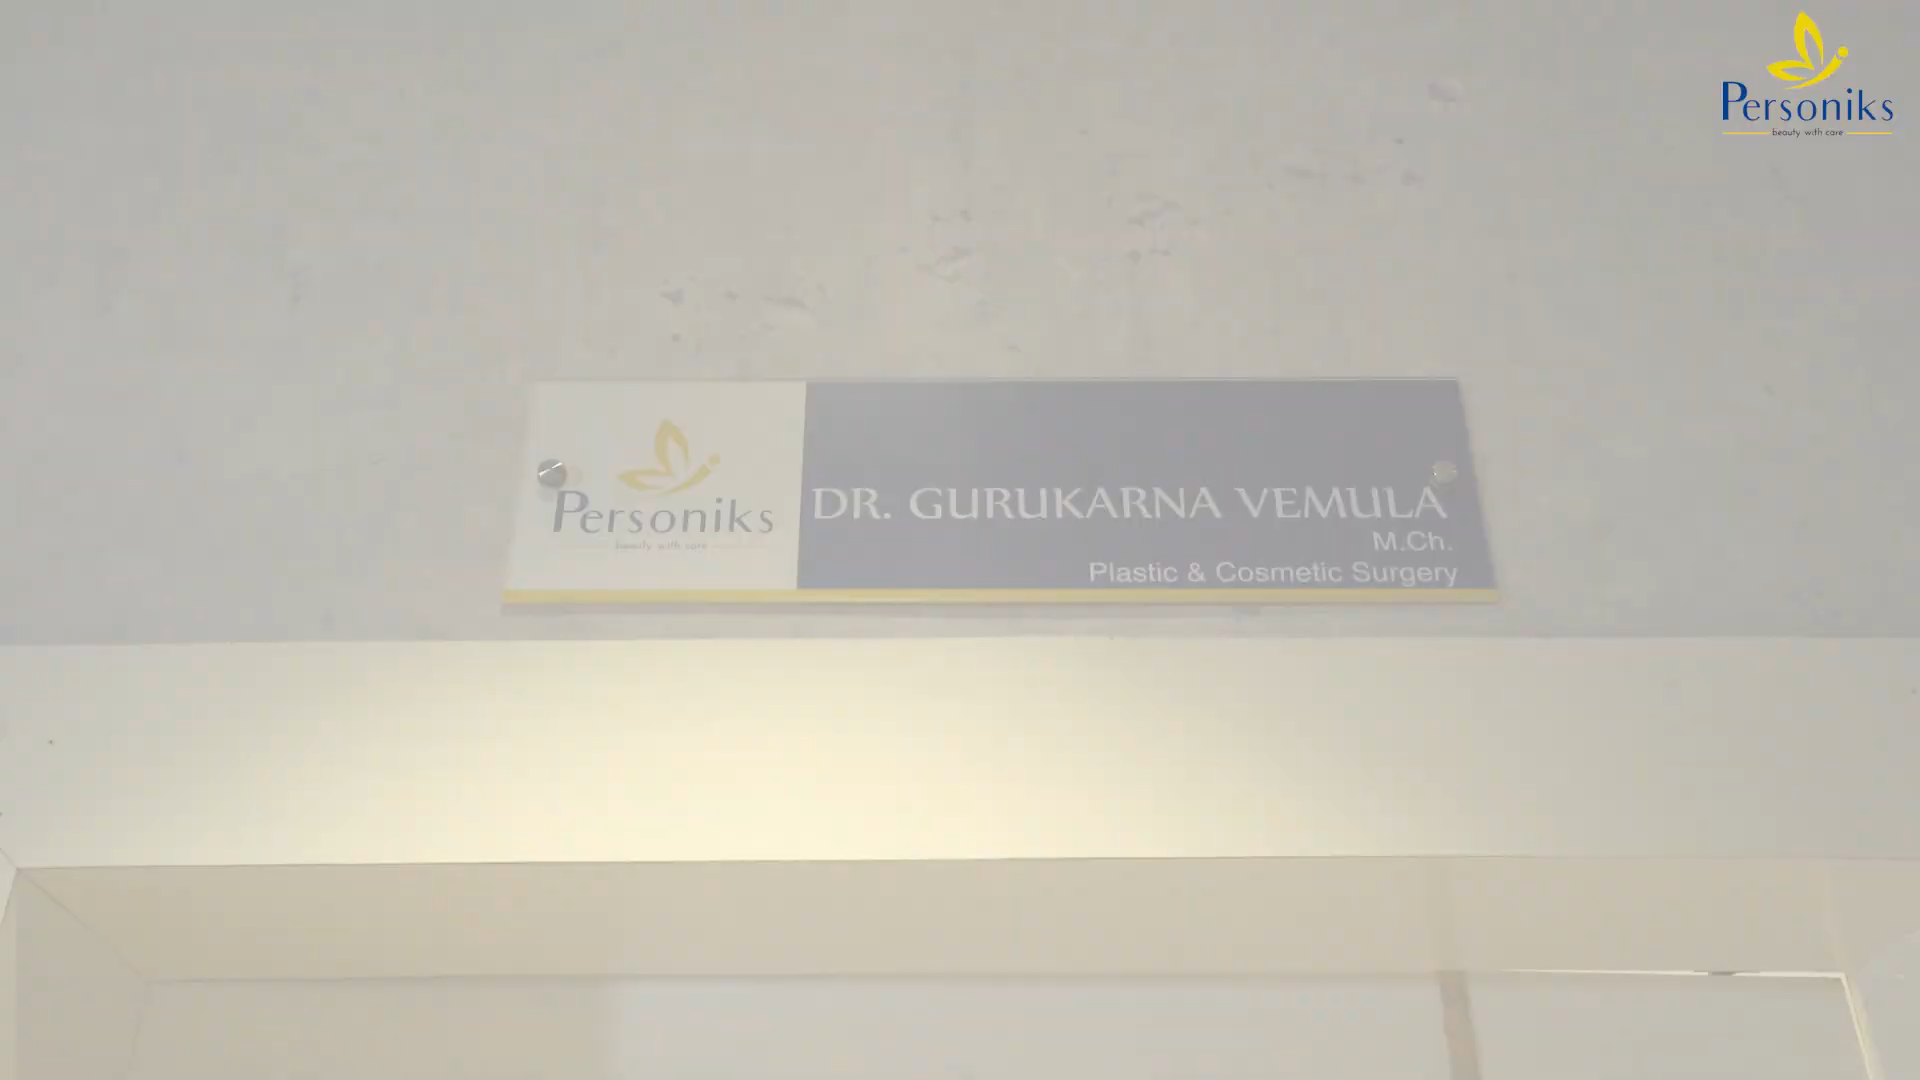 Personiks
beauty with care
Personiks
beauty with care
DR. GURUKARNA VEMULA
M.Ch.
Plastic & Cosmetic Surgery